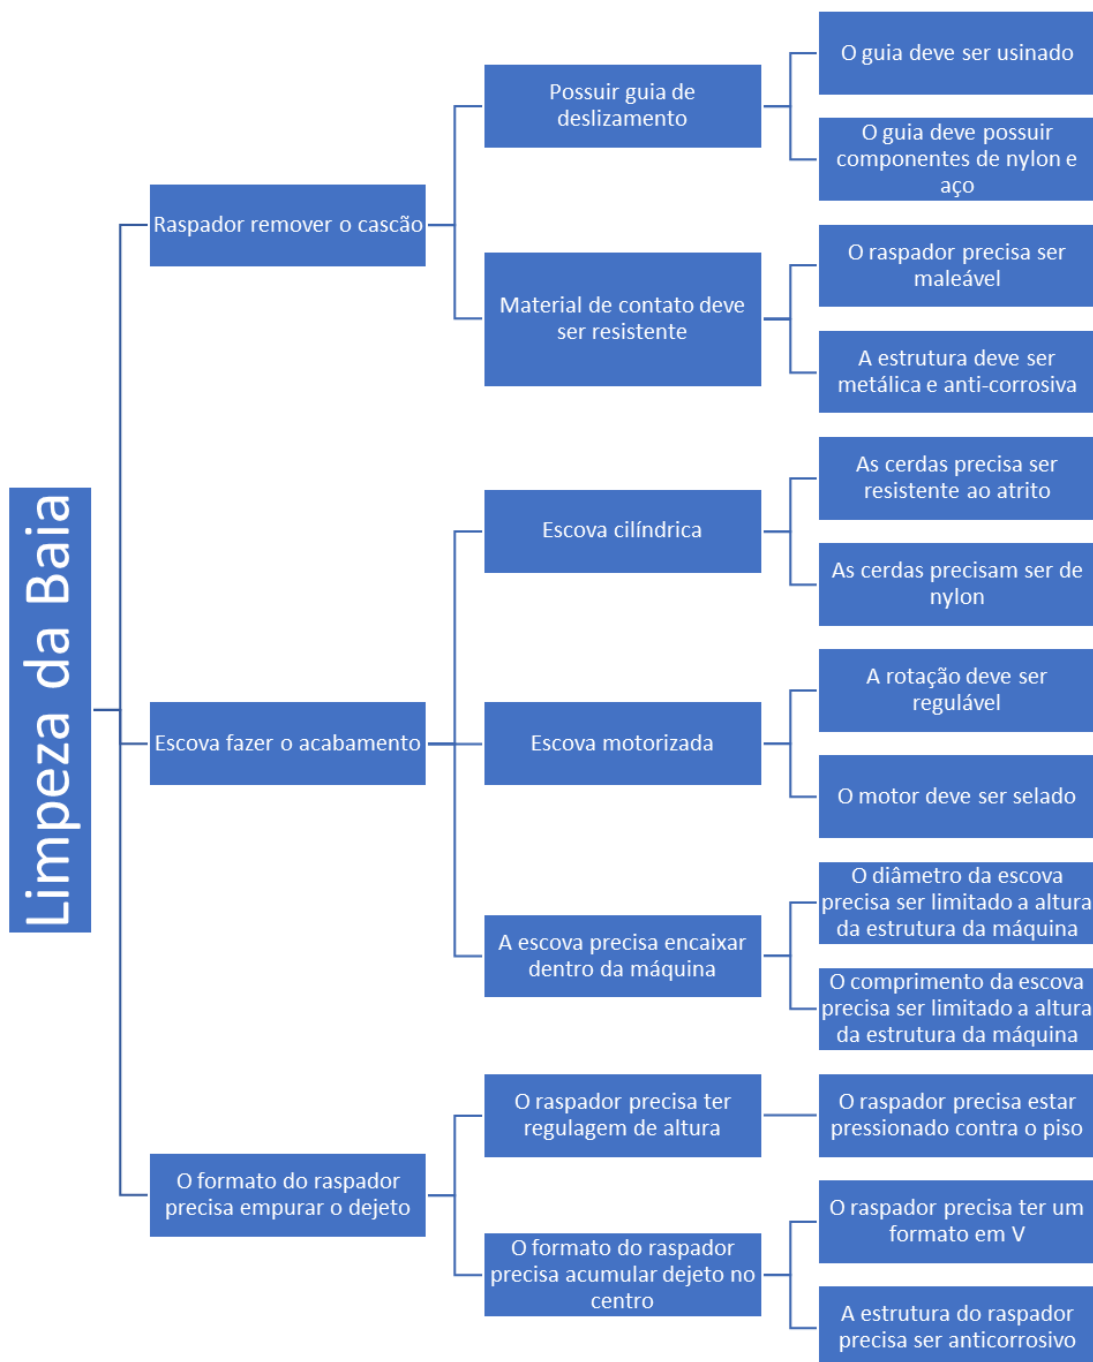 Limpeza da Baia
Raspador remover o cascão
Possuir guia de
deslizamento
O guia deve ser usinado
O guia deve possuir
componentes de nylon e
aço
Material de contato deve
ser resistente
O raspador precisa ser
maleável
A estrutura deve ser
metálica e anti-corrosiva
Escova fazer o acabamento
Escova cilíndrica
As cerdas precisa ser
resistente ao atrito
As cerdas precisam ser de
nylon
Escova motorizada
A rotação deve ser
regulável
O motor deve ser selado
A escova precisa encaixar
dentro da máquina
O diâmetro da escova
precisa ser limitado a altura
da estrutura da máquina
O comprimento da escova
precisa ser limitado a altura
da estrutura da máquina
O formato do raspador
precisa empurar o dejeto
O raspador precisa ter
regulagem de altura
O raspador precisa estar
pressionado contra o piso
O formato do raspador
precisa acumular dejeto no
centro
O raspador precisa ter um
formato em V
A estrutura do raspador
precisa ser anticorrosivo